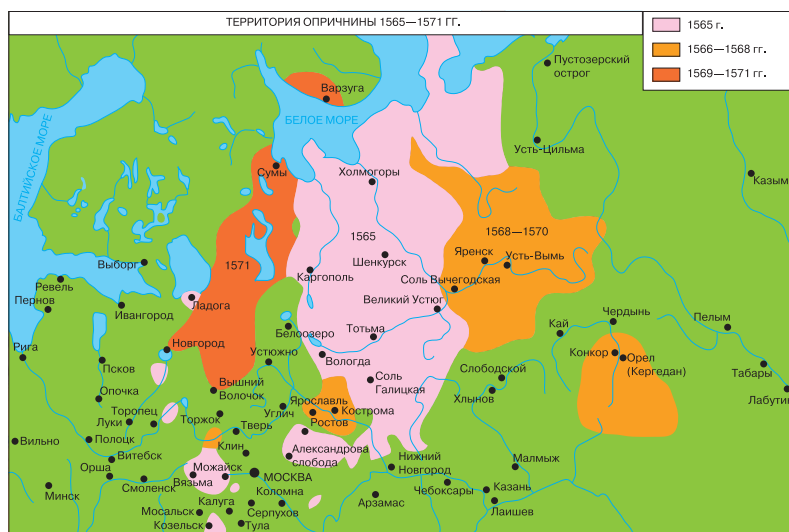 ТЕРРИТОРИЯ ОПРИЧНИНЫ 1565—1571 ГГ.
1565 г.
1566—1568 гг.
1569—1571 гг.
Пустозерский
острог
Варзуга
БЕЛОЕ МОРЕ
БАЛТИЙСКОЕ МОРЕ
Усть-Цильма
Сумы
Холмогоры
Казым
1568—1570
1565
Яренск
Усть-Вымь
Шенкурск
1571
Выборг
Каргополь
Соль Вычегодская
Ревель
Великий Устюг
Пернов
Ладога
Ивангород
Чердынь
Пелым
Белоозеро
Тотьма
Кай
Новгород
Рига
Устюжно
Вологда
Конкор
Орел
(Кергедан)
Псков
Слободской
Табары
Вышний
Волочок
Соль
Галицкая
Опочка
Хлынов
Лабутин
Ярославль
Торопец
Углич
Кострома
Луки
Торжок
Ростов
Тверь
Вильно
Полоцк
Клин
Александрова
слобода
Нижний
Новгород
Малмыж
Витебск
Можайск
Орша
Вязьма
МОСКВА
Смоленск
Чебоксары
Казань
Минск
Коломна
Калуга
Арзамас
Лаишев
Мосальск
Серпухов
Козельск
Тула